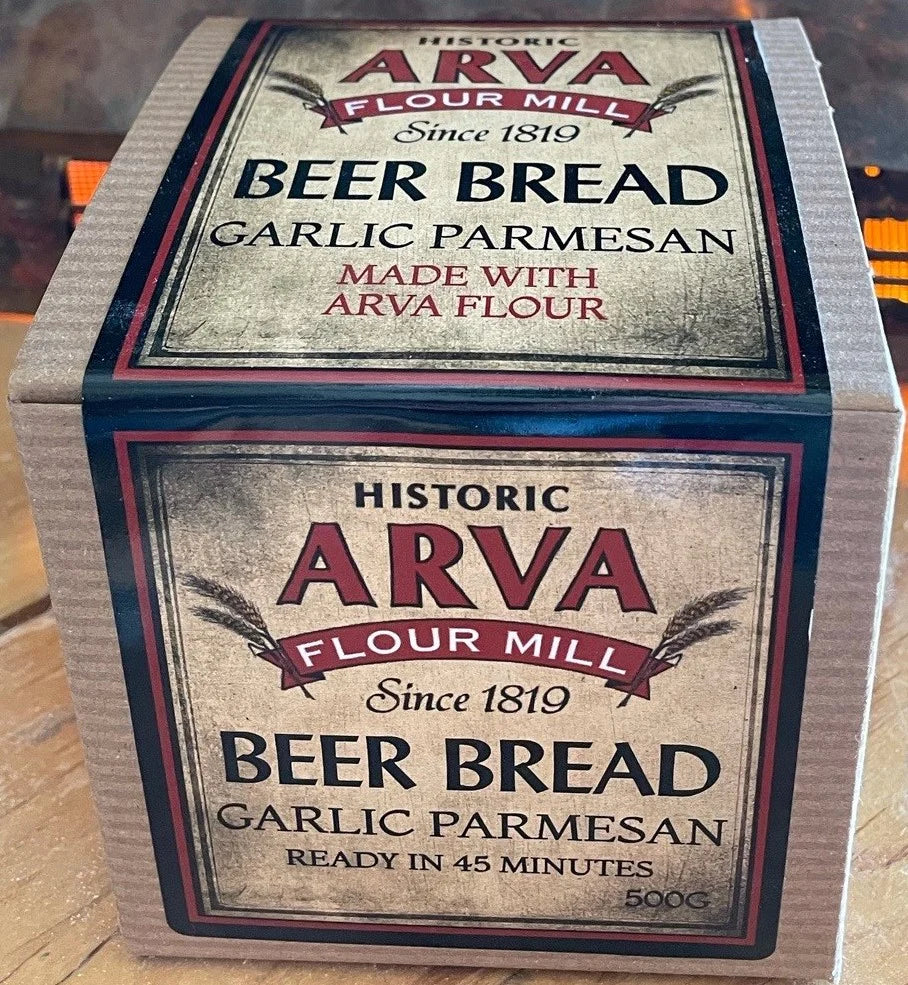 HISTORIC
ARVA
FLOUR MILL
Since 1819
BEER BREAD
GARLIC PARMESAN
MADE WITH
ARVA FLOUR
HISTORIC
ARVA
FLOUR MILL
Since 1819
BEER BREAD
GARLIC PARMESAN
READY IN 45 MINUTES
500G